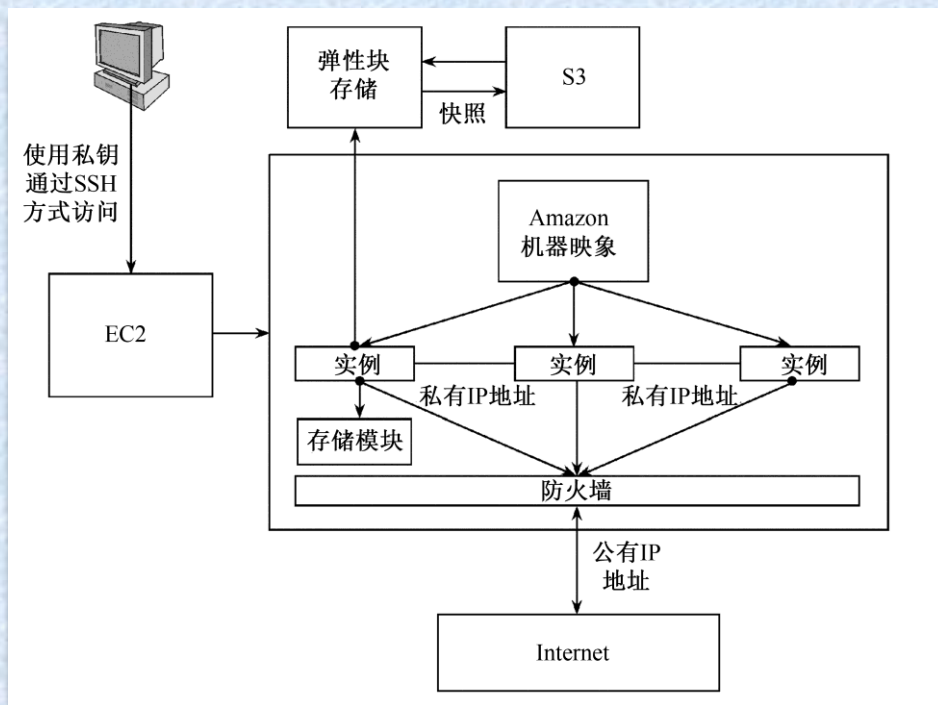 弹性块
存储
S3
快照
使用私钥
通过SSH
方式访问
Amazon
机器映象
EC2
实例
实例
实例
私有IP地址
私有IP地址
存储模块
防火墙
公有IP
地址
Internet